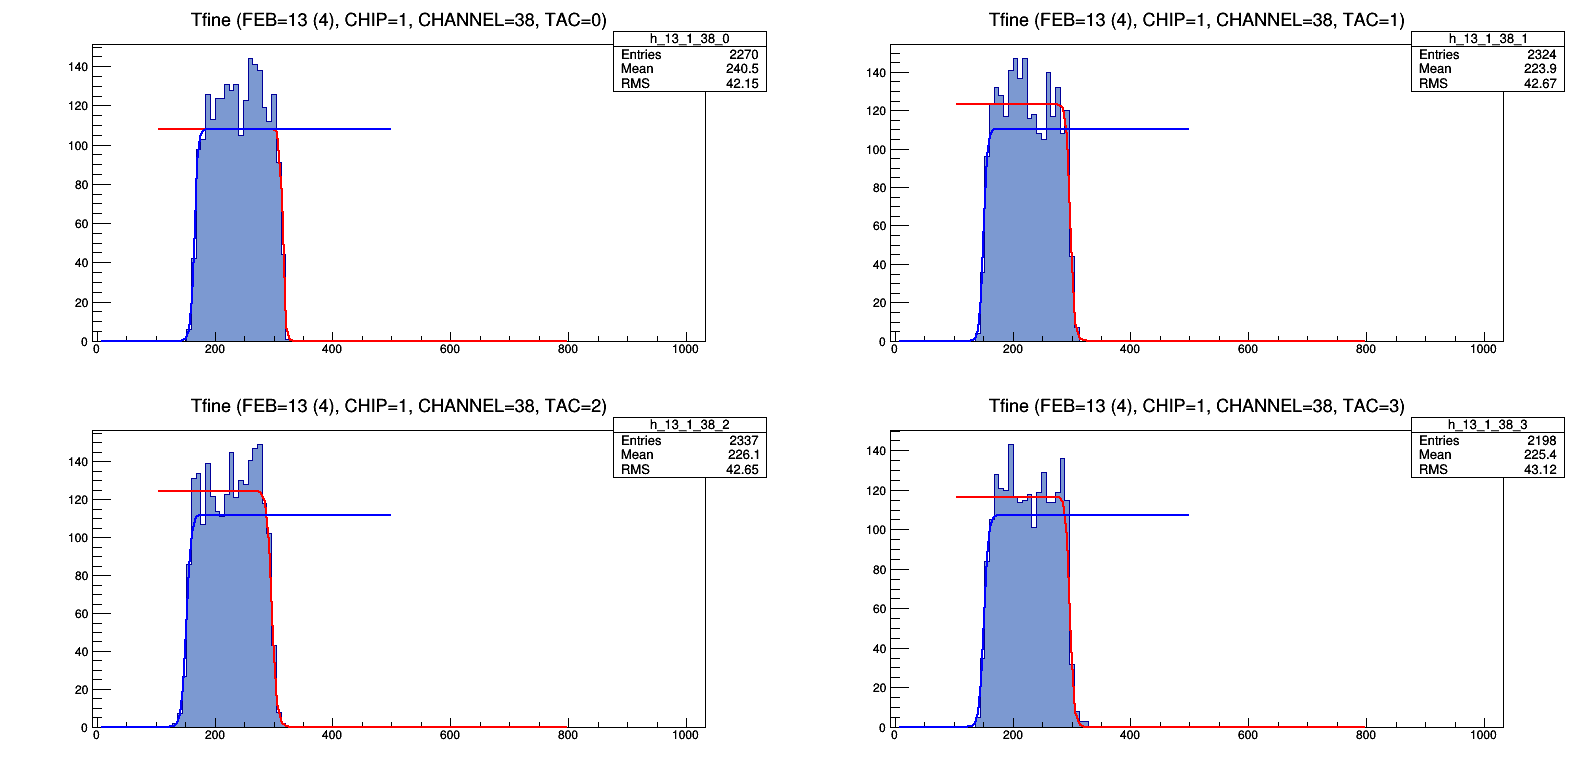 Tfine (FEB=13 (4), CHIP=1, CHANNEL=38, TAC=0)
h_13_1_38_0
Entries 2270
Mean 240.5
RMS 42.15
140
120
100
80
60
40
20
0
0 200 400 600 800 1000
Tfine (FEB=13 (4), CHIP=1, CHANNEL=38, TAC=1)
h_13_1_38_1
Entries 2324
Mean 223.9
RMS 42.67
140
120
100
80
60
40
20
0
0 200 400 600 800 1000
Tfine (FEB=13 (4), CHIP=1, CHANNEL=38, TAC=2)
h_13_1_38_2
Entries 2337
Mean 226.1
RMS 42.65
140
120
100
80
60
40
20
0
0 200 400 600 800 1000
Tfine (FEB=13 (4), CHIP=1, CHANNEL=38, TAC=3)
h_13_1_38_3
Entries 2198
Mean 225.4
RMS 43.12
140
120
100
80
60
40
20
0
0 200 400 600 800 1000